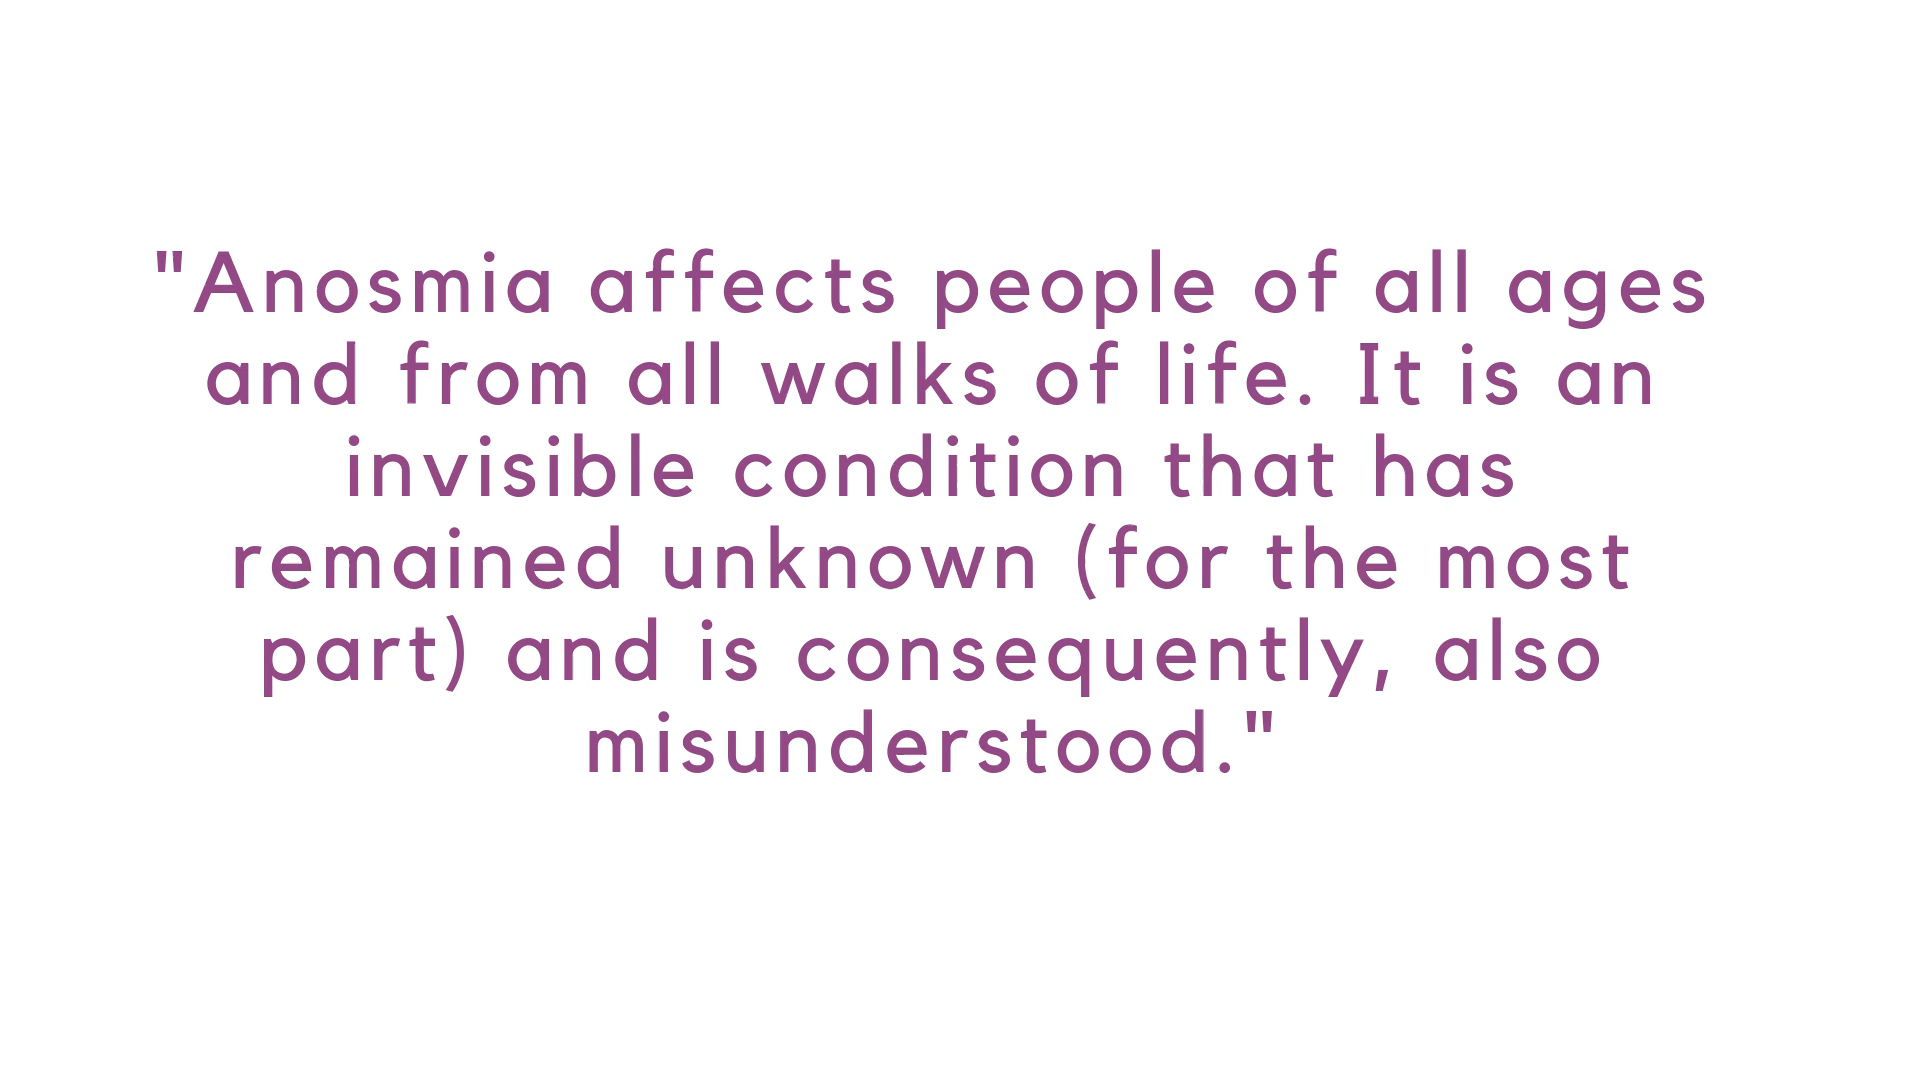 "Anosmia affects people of all ages
and from all walks of life. It is an
invisible condition that has
remained unknown (for the most
part) and is consequently, also
misunderstood."